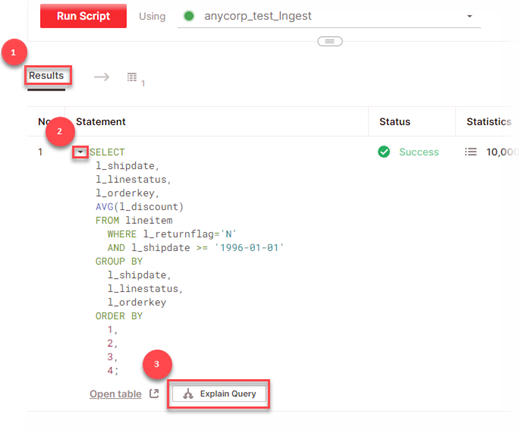 Run Script Using anycorp_test_Ingest
1
Results 1
No Statement Status Statistics
2
1 SELECT Success 10,000
l_shipdate,
l_linestatus,
l_orderkey,
AVG(l_discount)
FROM lineitem
WHERE l_returnflag='N'
AND l_shipdate >= '1996-01-01'
GROUP BY
l_shipdate,
l_linestatus,
l_orderkey
ORDER BY
1,
2,
3,
4;
3
Open table Explain Query